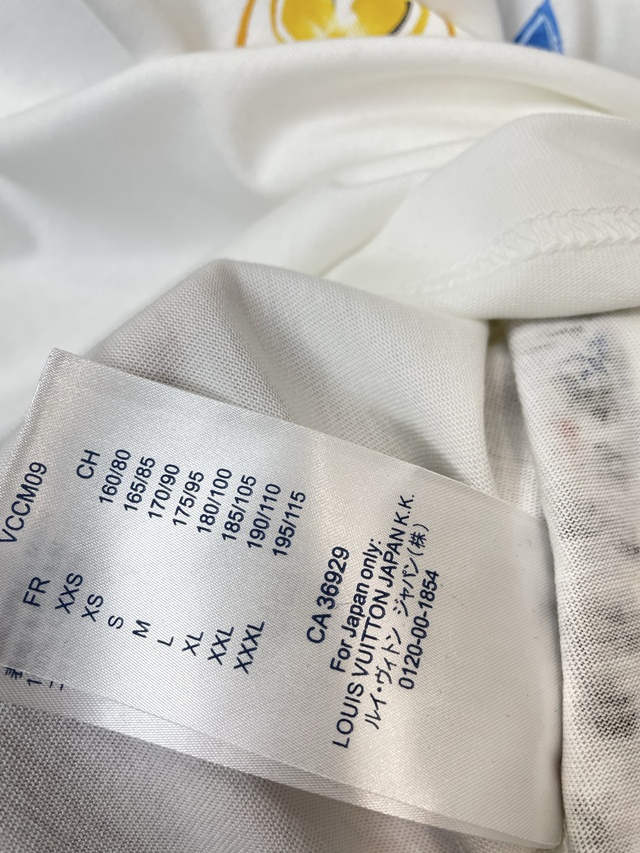 VCCM09
FR CH
XXS 160/80
XS 165/85
S 170/90
M 175/95
L 180/100
XL 185/105
XXL 190/110
XXXL 195/115
CA 36929
For Japan only:
LOUIS VUITTON JAPAN K.K.
ルイ・ヴィトン ジャパン(株)
0120-00-1854